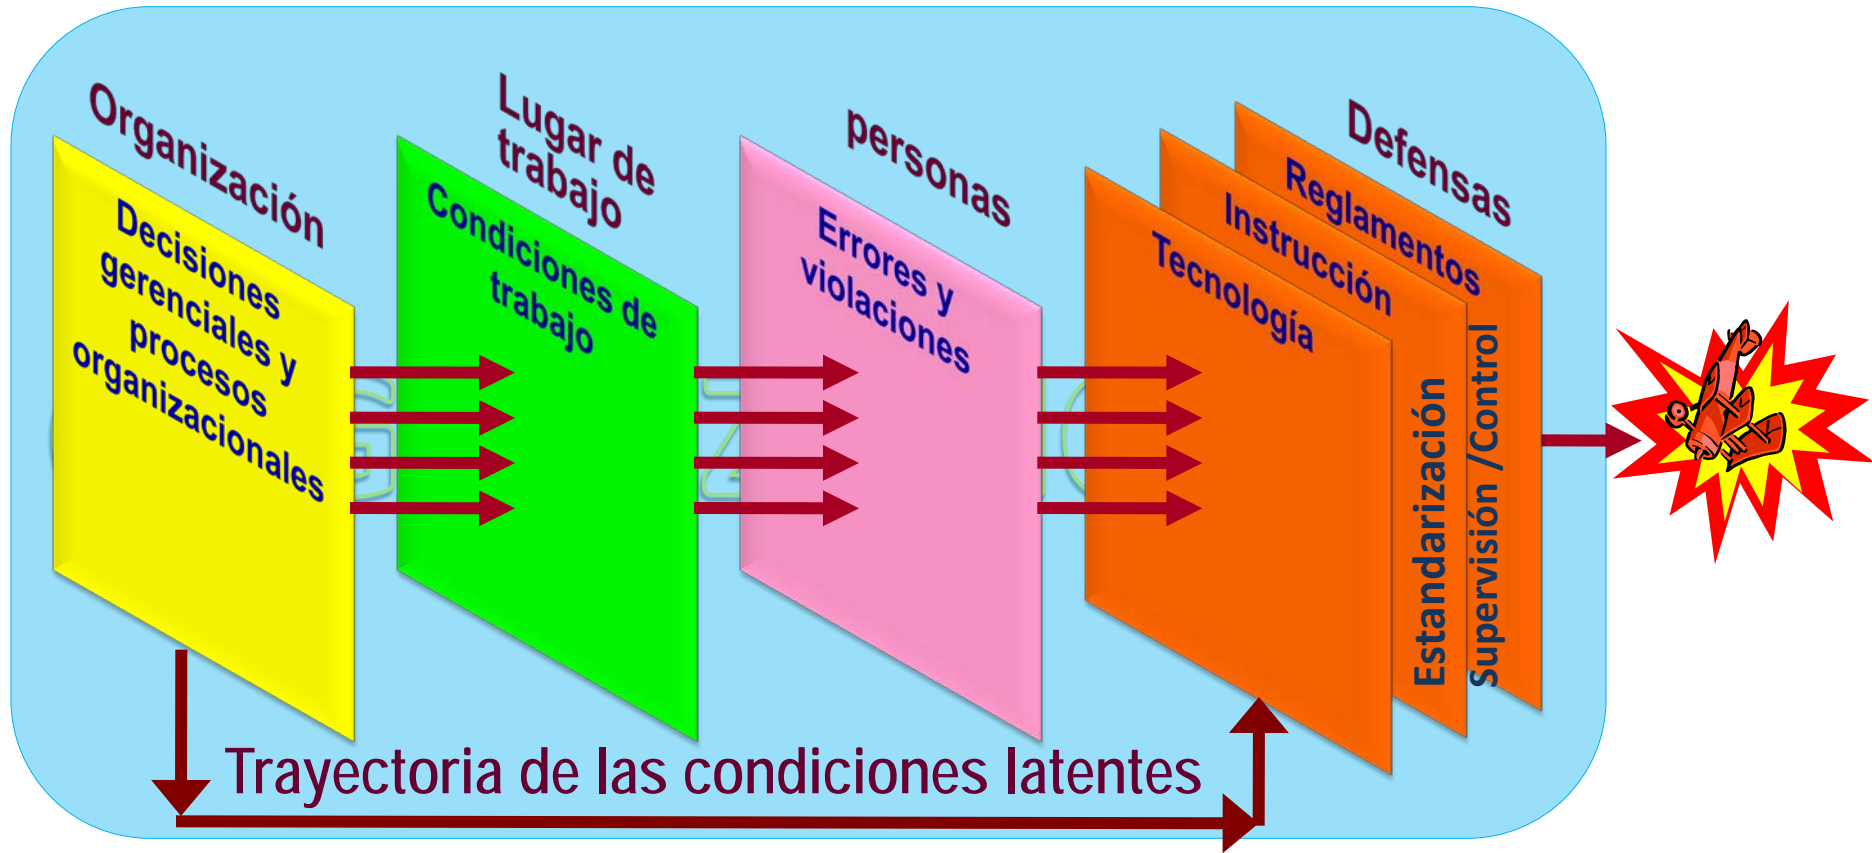 Organización
Decisiones
gerenciales y
procesos
organizacionales
Lugar de
trabajo
Condiciones de
trabajo
personas
Errores y
violaciones
Defensas
Tecnología
Instrucción
Reglamentos
Estandarización
Supervisión /Control
Trayectoria de las condiciones latentes